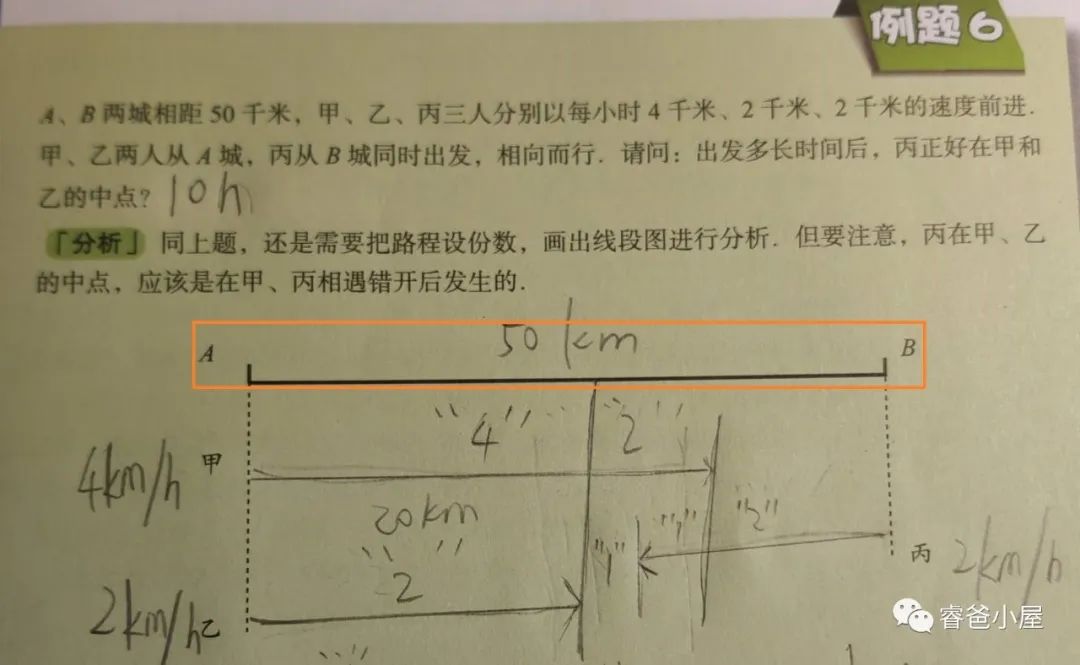 例题6
A、B两城相距50千米，甲、乙、丙三人分别以每小时4千米、2千米、2千米的速度前进．
甲、乙两人从A城，丙从B城同时出发，相向而行．请问：出发多长时间后，丙正好在甲和
乙的中点？10h
「分析」同上题，还是需要把路程设份数，画出线段图进行分析．但要注意，丙在甲、乙
的中点，应该是在甲、丙相遇错开后发生的．
A 50km B
"4" "2"
4km/h 甲
20km "1" "1" "2"
丙 2km/h
"2"
2km/h 乙
睿爸小屋